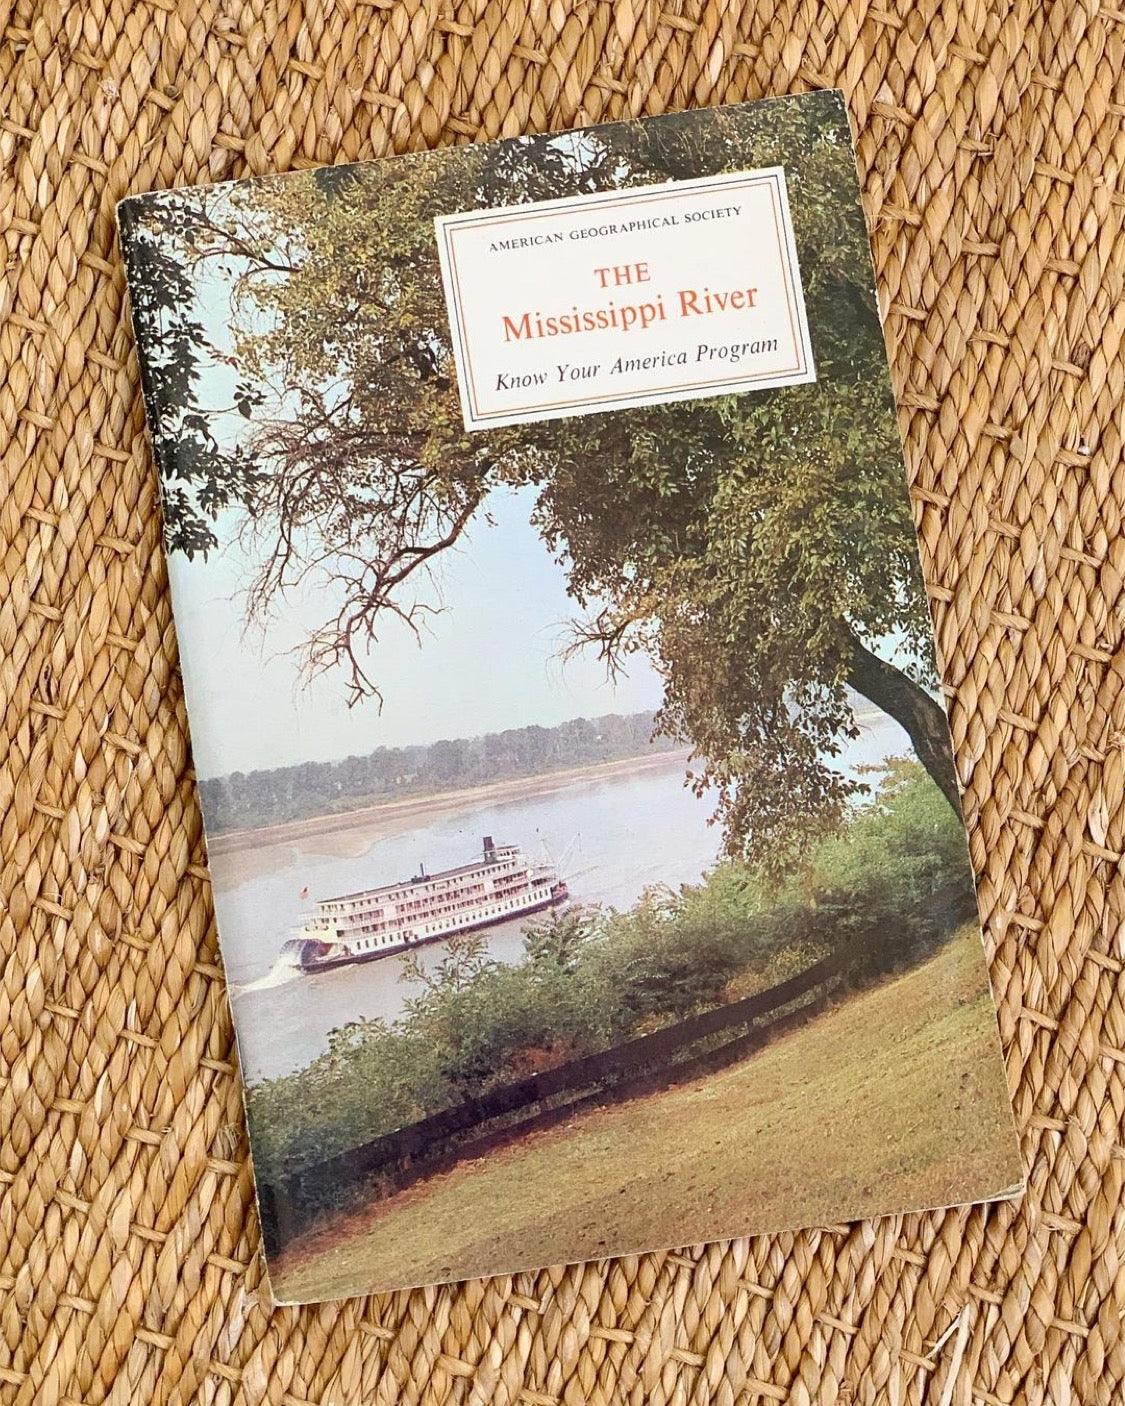 AMERICAN GEOGRAPHICAL SOCIETY
THE
Mississippi River
Know Your America Program